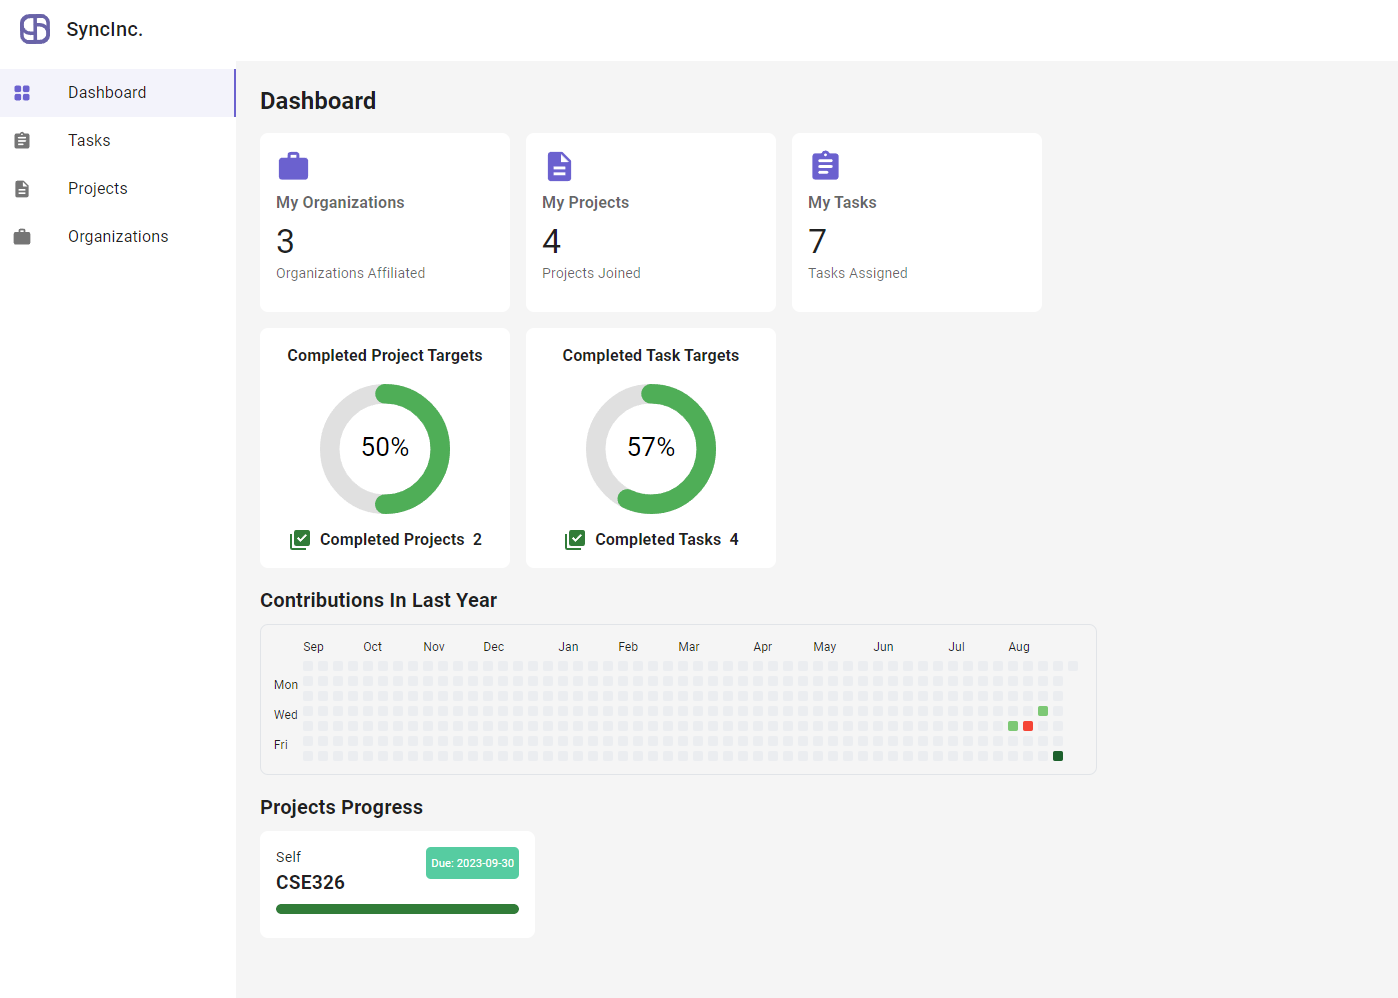 SyncInc.
Dashboard
Tasks
Projects
Organizations
Dashboard
My Organizations
3
Organizations Affiliated
My Projects
4
Projects Joined
My Tasks
7
Tasks Assigned
Completed Project Targets
50%
Completed Projects 2
Completed Task Targets
57%
Completed Tasks 4
Contributions In Last Year
Sep Oct Nov Dec Jan Feb Mar Apr May Jun Jul Aug
Mon
Wed
Fri
Projects Progress
Self
CSE326
Due: 2023-09-30